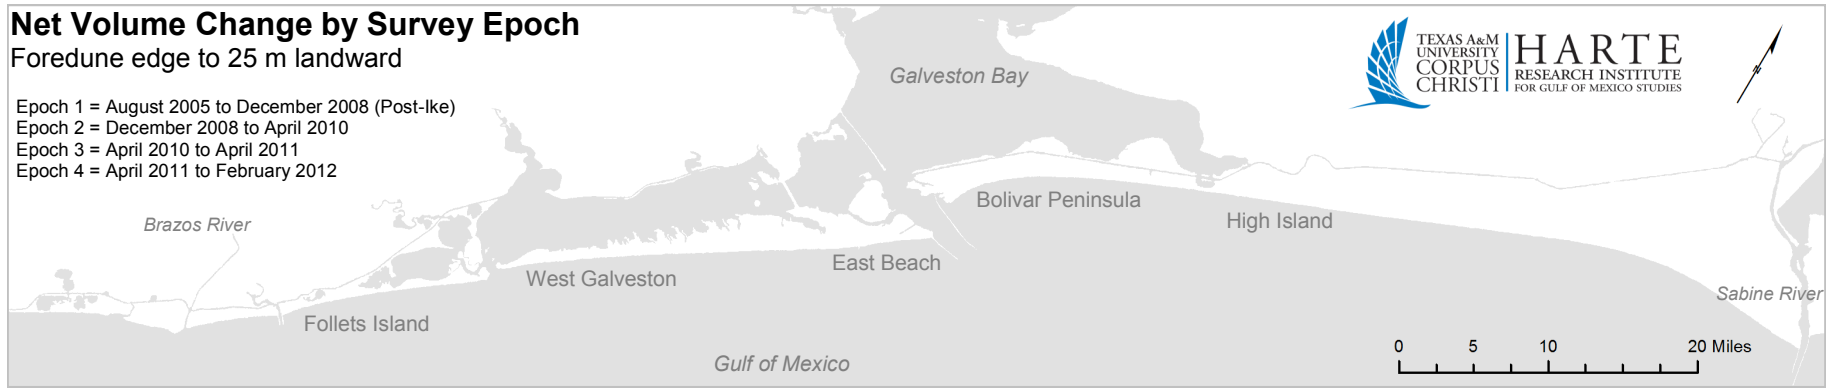 Net Volume Change by Survey Epoch
Foredune edge to 25 m landward
Epoch 1 = August 2005 to December 2008 (Post-Ike)
Epoch 2 = December 2008 to April 2010
Epoch 3 = April 2010 to April 2011
Epoch 4 = April 2011 to February 2012
TEXAS A&M
UNIVERSITY
CORPUS
CHRISTI
HARTE
RESEARCH INSTITUTE
FOR GULF OF MEXICO STUDIES
N
Galveston Bay
Brazos River
Bolivar Peninsula
High Island
East Beach
West Galveston
Sabine River
Follets Island
Gulf of Mexico
0 5 10 20 Miles